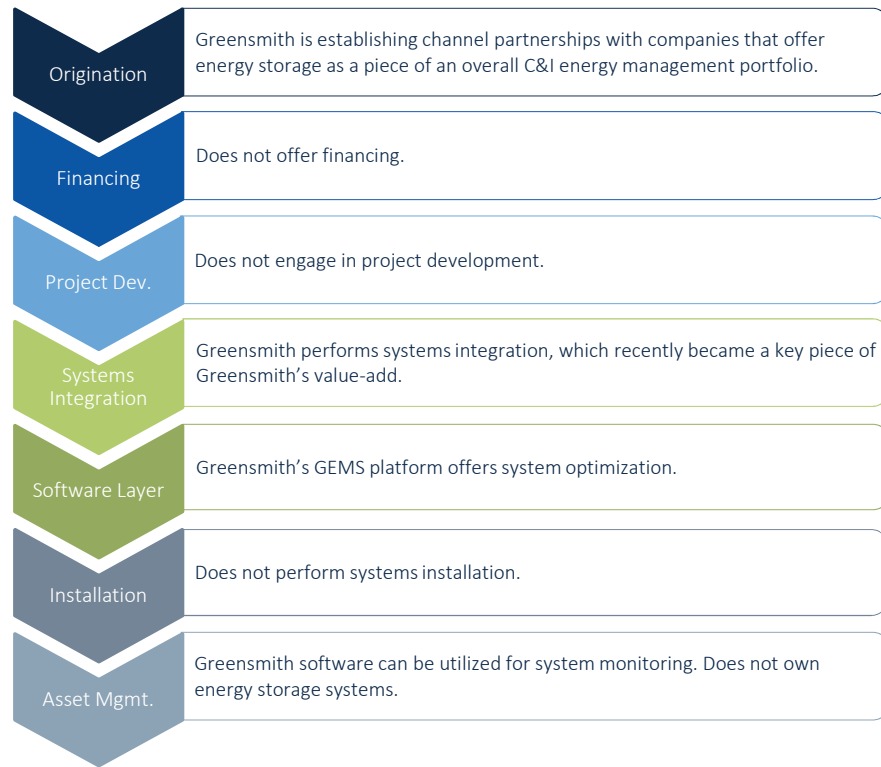 Origination
Greensmith is establishing channel partnerships with companies that offer
energy storage as a piece of an overall C&I energy management portfolio.
Financing
Does not offer financing.
Project Dev.
Does not engage in project development.
Systems
Integration
Greensmith performs systems integration, which recently became a key piece of
Greensmith’s value-add.
Software Layer
Greensmith’s GEMS platform offers system optimization.
Installation
Does not perform systems installation.
Asset Mgmt.
Greensmith software can be utilized for system monitoring. Does not own
energy storage systems.